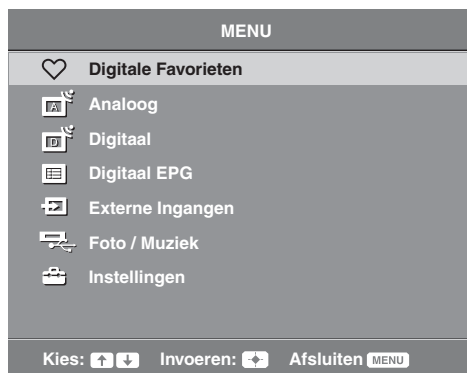 MENU
Digitale Favorieten
A Analoog
D Digitaal
Digitaal EPG
Externe Ingangen
Foto / Muziek
Instellingen
Kies: Invoeren: Afsluiten MENU